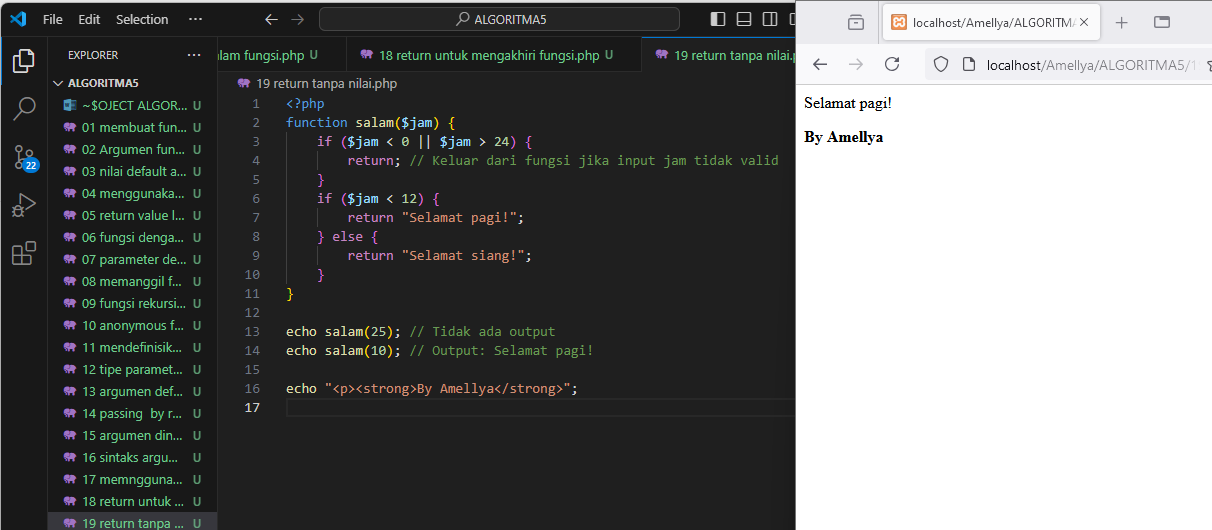 File Edit Selection ··· ALGORITMA5
EXPLORER ···
ALGORITMA5
~$OJECT ALGOR... U
01 membuat fun... U
02 Argumen fun... U
03 nilai default a... U
04 menggunaka... U
05 return value l... U
06 fungsi denga... U
07 parameter de... U
08 memanggil f... U
09 fungsi rekursi... U
10 anonymous f... U
11 mendefinisik... U
12 tipe paramet... U
13 argumen def... U
14 passing by r... U
15 argumen din... U
16 sintaks argu... U
17 memngguna... U
18 return untuk ... U
19 return tanpa ... U
22
alam fungsi.php U 18 return untuk mengakhiri fungsi.php U 19 return tanpa nilai.php
19 return tanpa nilai.php
1 <?php
2 function salam($jam) {
3 if ($jam < 0 || $jam > 24) {
4 return; // Keluar dari fungsi jika input jam tidak valid
5 }
6 if ($jam < 12) {
7 return "Selamat pagi!";
8 } else {
9 return "Selamat siang!";
10 }
11 }
12
13 echo salam(25); // Tidak ada output
14 echo salam(10); // Output: Selamat pagi!
15
16 echo "<p><strong>By Amellya</strong>";
17
localhost/Amellya/ALGORITMA
localhost/Amellya/ALGORITMA5/1
Selamat pagi!
By Amellya